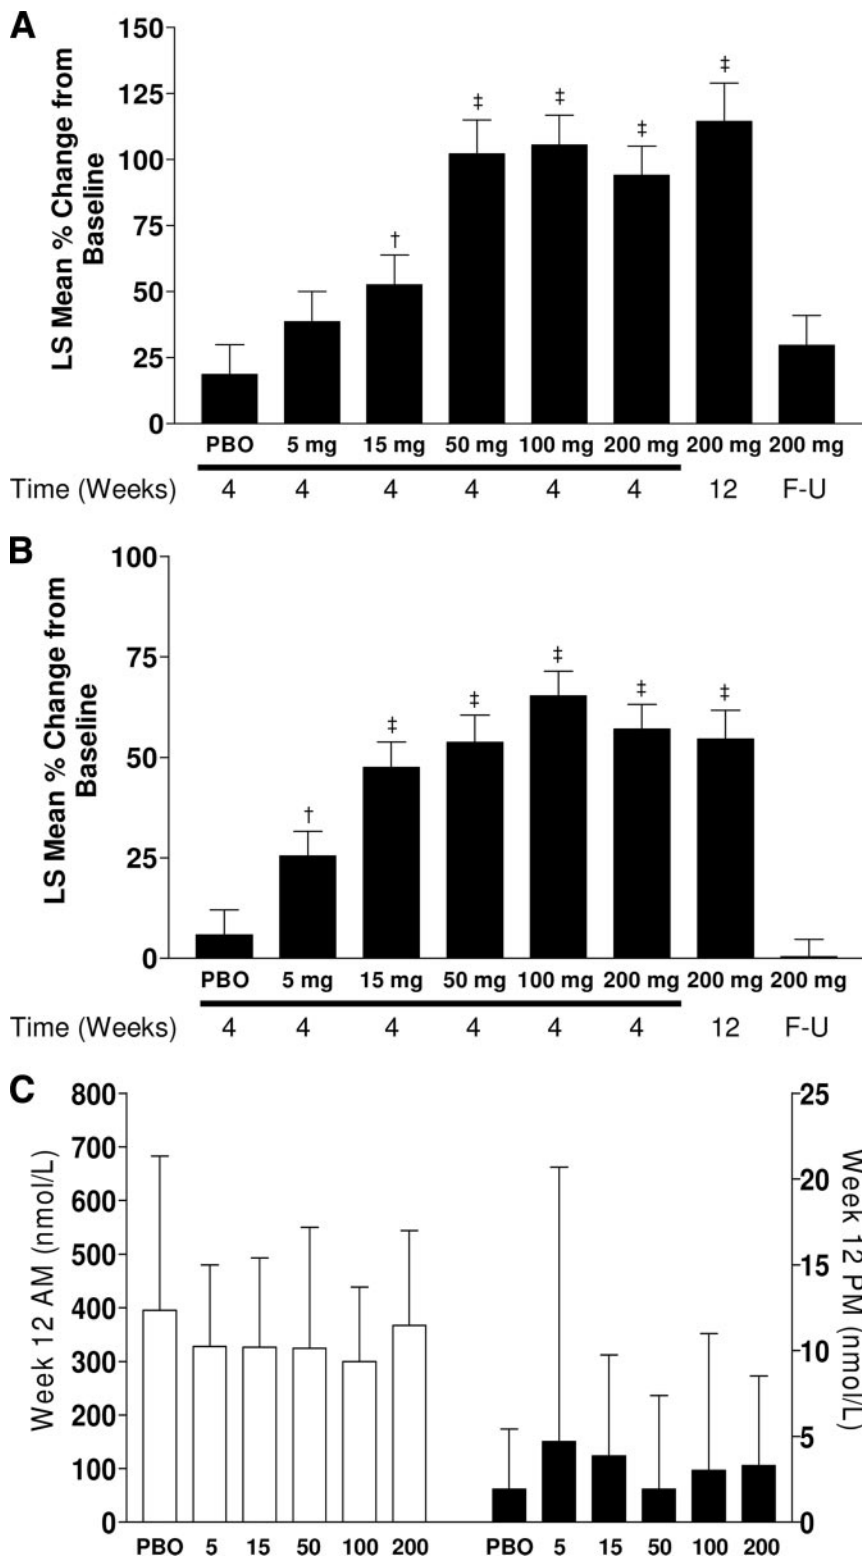 A
LS Mean % Change from
Baseline
150
125
100
75
50
25
0
† ‡ ‡ ‡ ‡
PBO 5 mg 15 mg 50 mg 100 mg 200 mg 200 mg 200 mg
Time (Weeks) 4 4 4 4 4 4 12 F-U
B
LS Mean % Change from
Baseline
100
75
50
25
0
† ‡ ‡ ‡ ‡ ‡
PBO 5 mg 15 mg 50 mg 100 mg 200 mg 200 mg 200 mg
Time (Weeks) 4 4 4 4 4 4 12 F-U
C
Week 12 AM (nmol/L)
800
700
600
500
400
300
200
100
0
PBO 5 15 50 100 200 PBO 5 15 50 100 200
25
20
15
10
5
0
Week 12 PM (nmol/L)